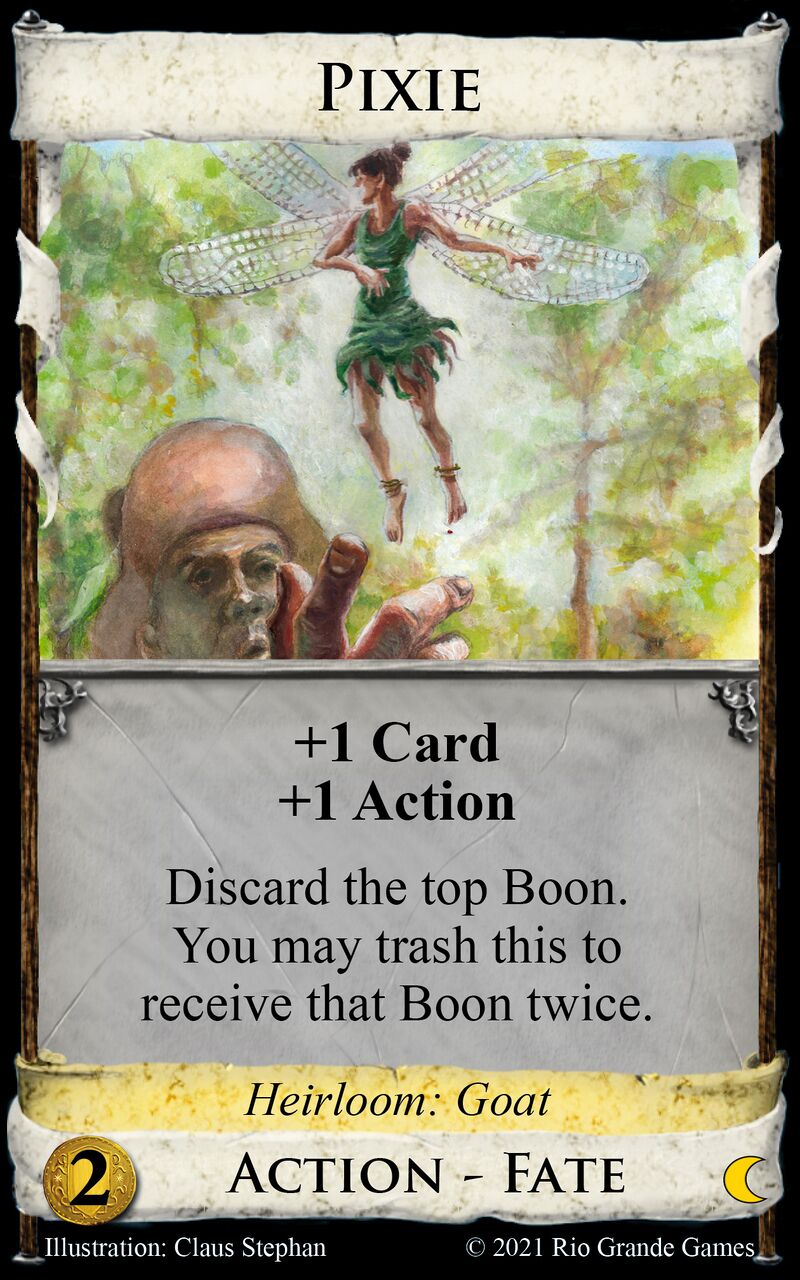 Pixie
+1 Card
+1 Action
Discard the top Boon.
You may trash this to
receive that Boon twice.
Heirloom: Goat
2 Action - Fate
Illustration: Claus Stephan © 2021 Rio Grande Games